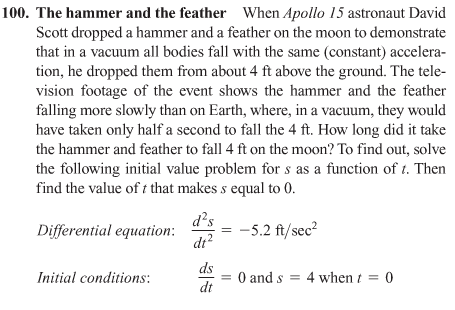 100. The hammer and the feather When Apollo 15 astronaut David
Scott dropped a hammer and a feather on the moon to demonstrate
that in a vacuum all bodies fall with the same (constant) accelera-
tion, he dropped them from about 4 ft above the ground. The tele-
vision footage of the event shows the hammer and the feather
falling more slowly than on Earth, where, in a vacuum, they would
have taken only half a second to fall the 4 ft. How long did it take
the hammer and feather to fall 4 ft on the moon? To find out, solve
the following initial value problem for s as a function of t. Then
find the value of t that makes s equal to 0.
Differential equation: d²s/dt² = −5.2 ft/sec²
Initial conditions: ds/dt = 0 and s = 4 when t = 0